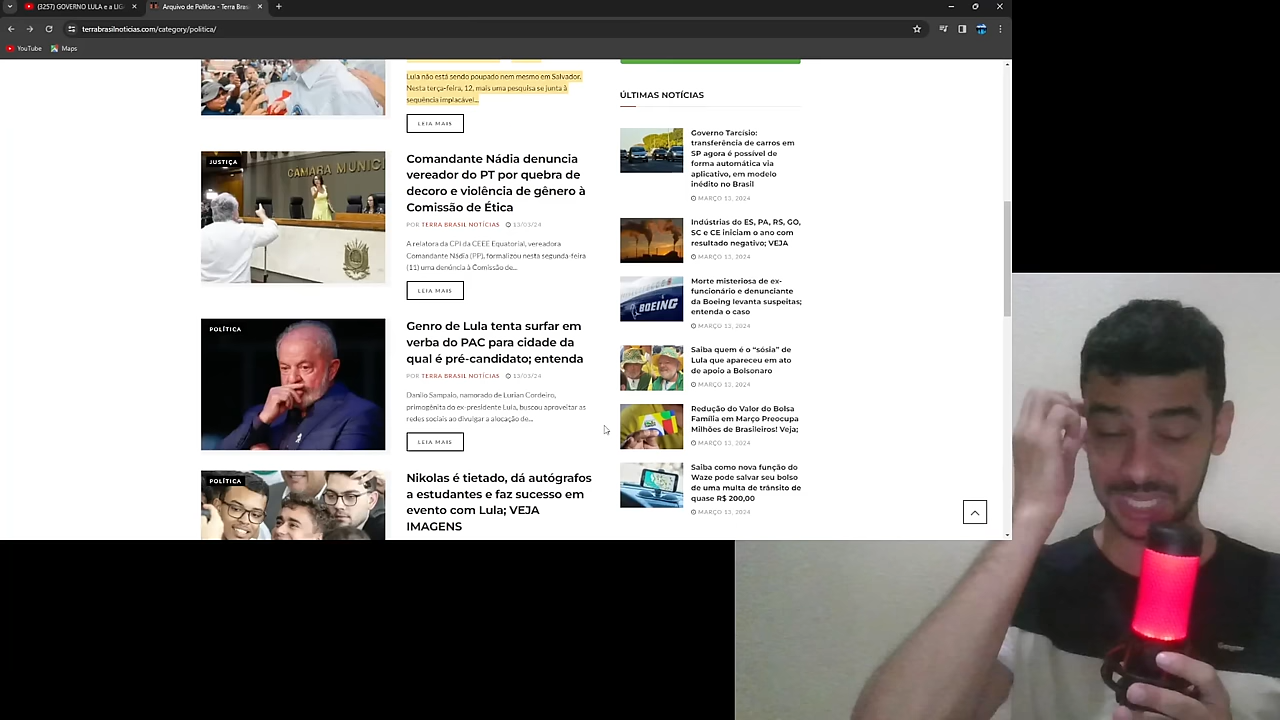 (3257) GOVERNO LULA e a LIG
Arquivo de Política - Terra Bras
terrabrasilnoticias.com/category/politica/
YouTube
Maps
Lula não está sendo poupado nem mesmo em Salvador.
Nesta terça-feira, 12, mais uma pesquisa se junta à
sequência implacável...
LEIA MAIS
JUSTIÇA
CAMARA MUNICI
Comandante Nádia denuncia
vereador do PT por quebra de
decoro e violência de gênero à
Comissão de Ética
POR TERRA BRASIL NOTÍCIAS 13/03/24
A relatora da CPI da CEEE Equatorial, vereadora
Comandante Nádia (PP), formalizou nesta segunda-feira
(11) uma denúncia à Comissão de...
LEIA MAIS
POLÍTICA
Genro de Lula tenta surfar em
verba do PAC para cidade da
qual é pré-candidato; entenda
POR TERRA BRASIL NOTÍCIAS 13/03/24
Danilo Sampaio, namorado de Lurian Cordeiro,
primogênita do ex-presidente Lula, buscou aproveitar as
redes sociais ao divulgar a alocação de...
LEIA MAIS
POLÍTICA
Nikolas é tietado, dá autógrafos
a estudantes e faz sucesso em
evento com Lula; VEJA
IMAGENS
ÚLTIMAS NOTÍCIAS
Governo Tarcísio:
transferência de carros em
SP agora é possível de
forma automática via
aplicativo, em modelo
inédito no Brasil
MARÇO 13, 2024
Indústrias do ES, PA, RS, GO,
SC e CE iniciam o ano com
resultado negativo; VEJA
MARÇO 13, 2024
BOEING
Morte misteriosa de ex-
funcionário e denunciante
da Boeing levanta suspeitas;
entenda o caso
MARÇO 13, 2024
Saiba quem é o “sósia” de
Lula que apareceu em ato
de apoio a Bolsonaro
MARÇO 13, 2024
Redução do Valor do Bolsa
Família em Março Preocupa
Milhões de Brasileiros! Veja;
MARÇO 13, 2024
Saiba como nova função do
Waze pode salvar seu bolso
de uma multa de trânsito de
quase R$ 200,00
MARÇO 13, 2024